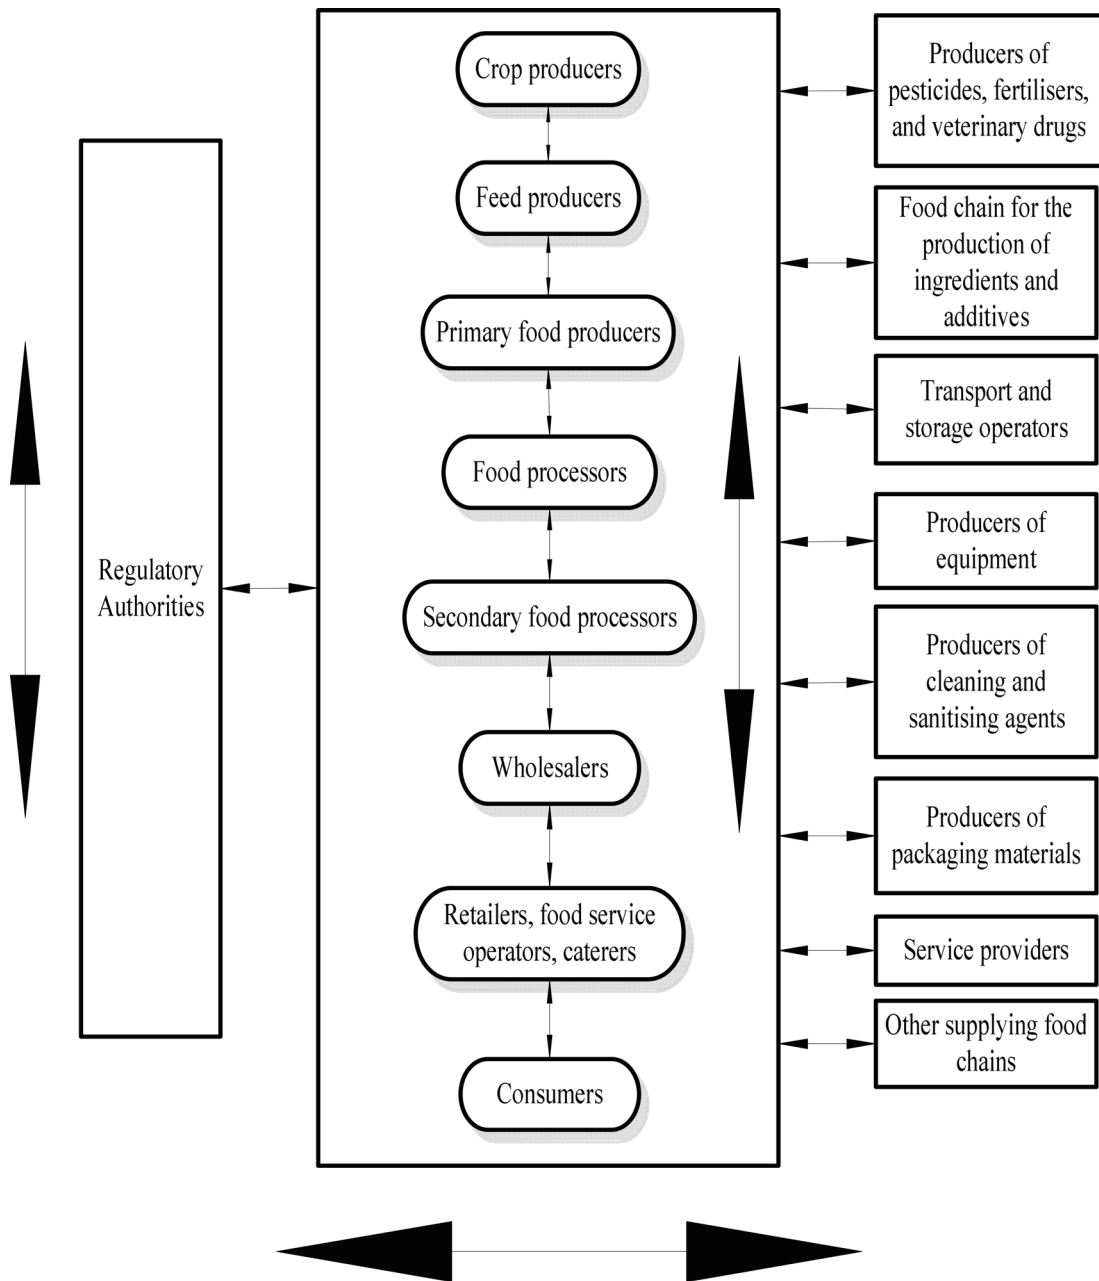 Regulatory
Authorities
Crop producers
Feed producers
Primary food producers
Food processors
Secondary food processors
Wholesalers
Retailers, food service
operators, caterers
Consumers
Producers of
pesticides, fertilisers,
and veterinary drugs
Food chain for the
production of
ingredients and
additives
Transport and
storage operators
Producers of
equipment
Producers of
cleaning and
sanitising agents
Producers of
packaging materials
Service providers
Other supplying food
chains